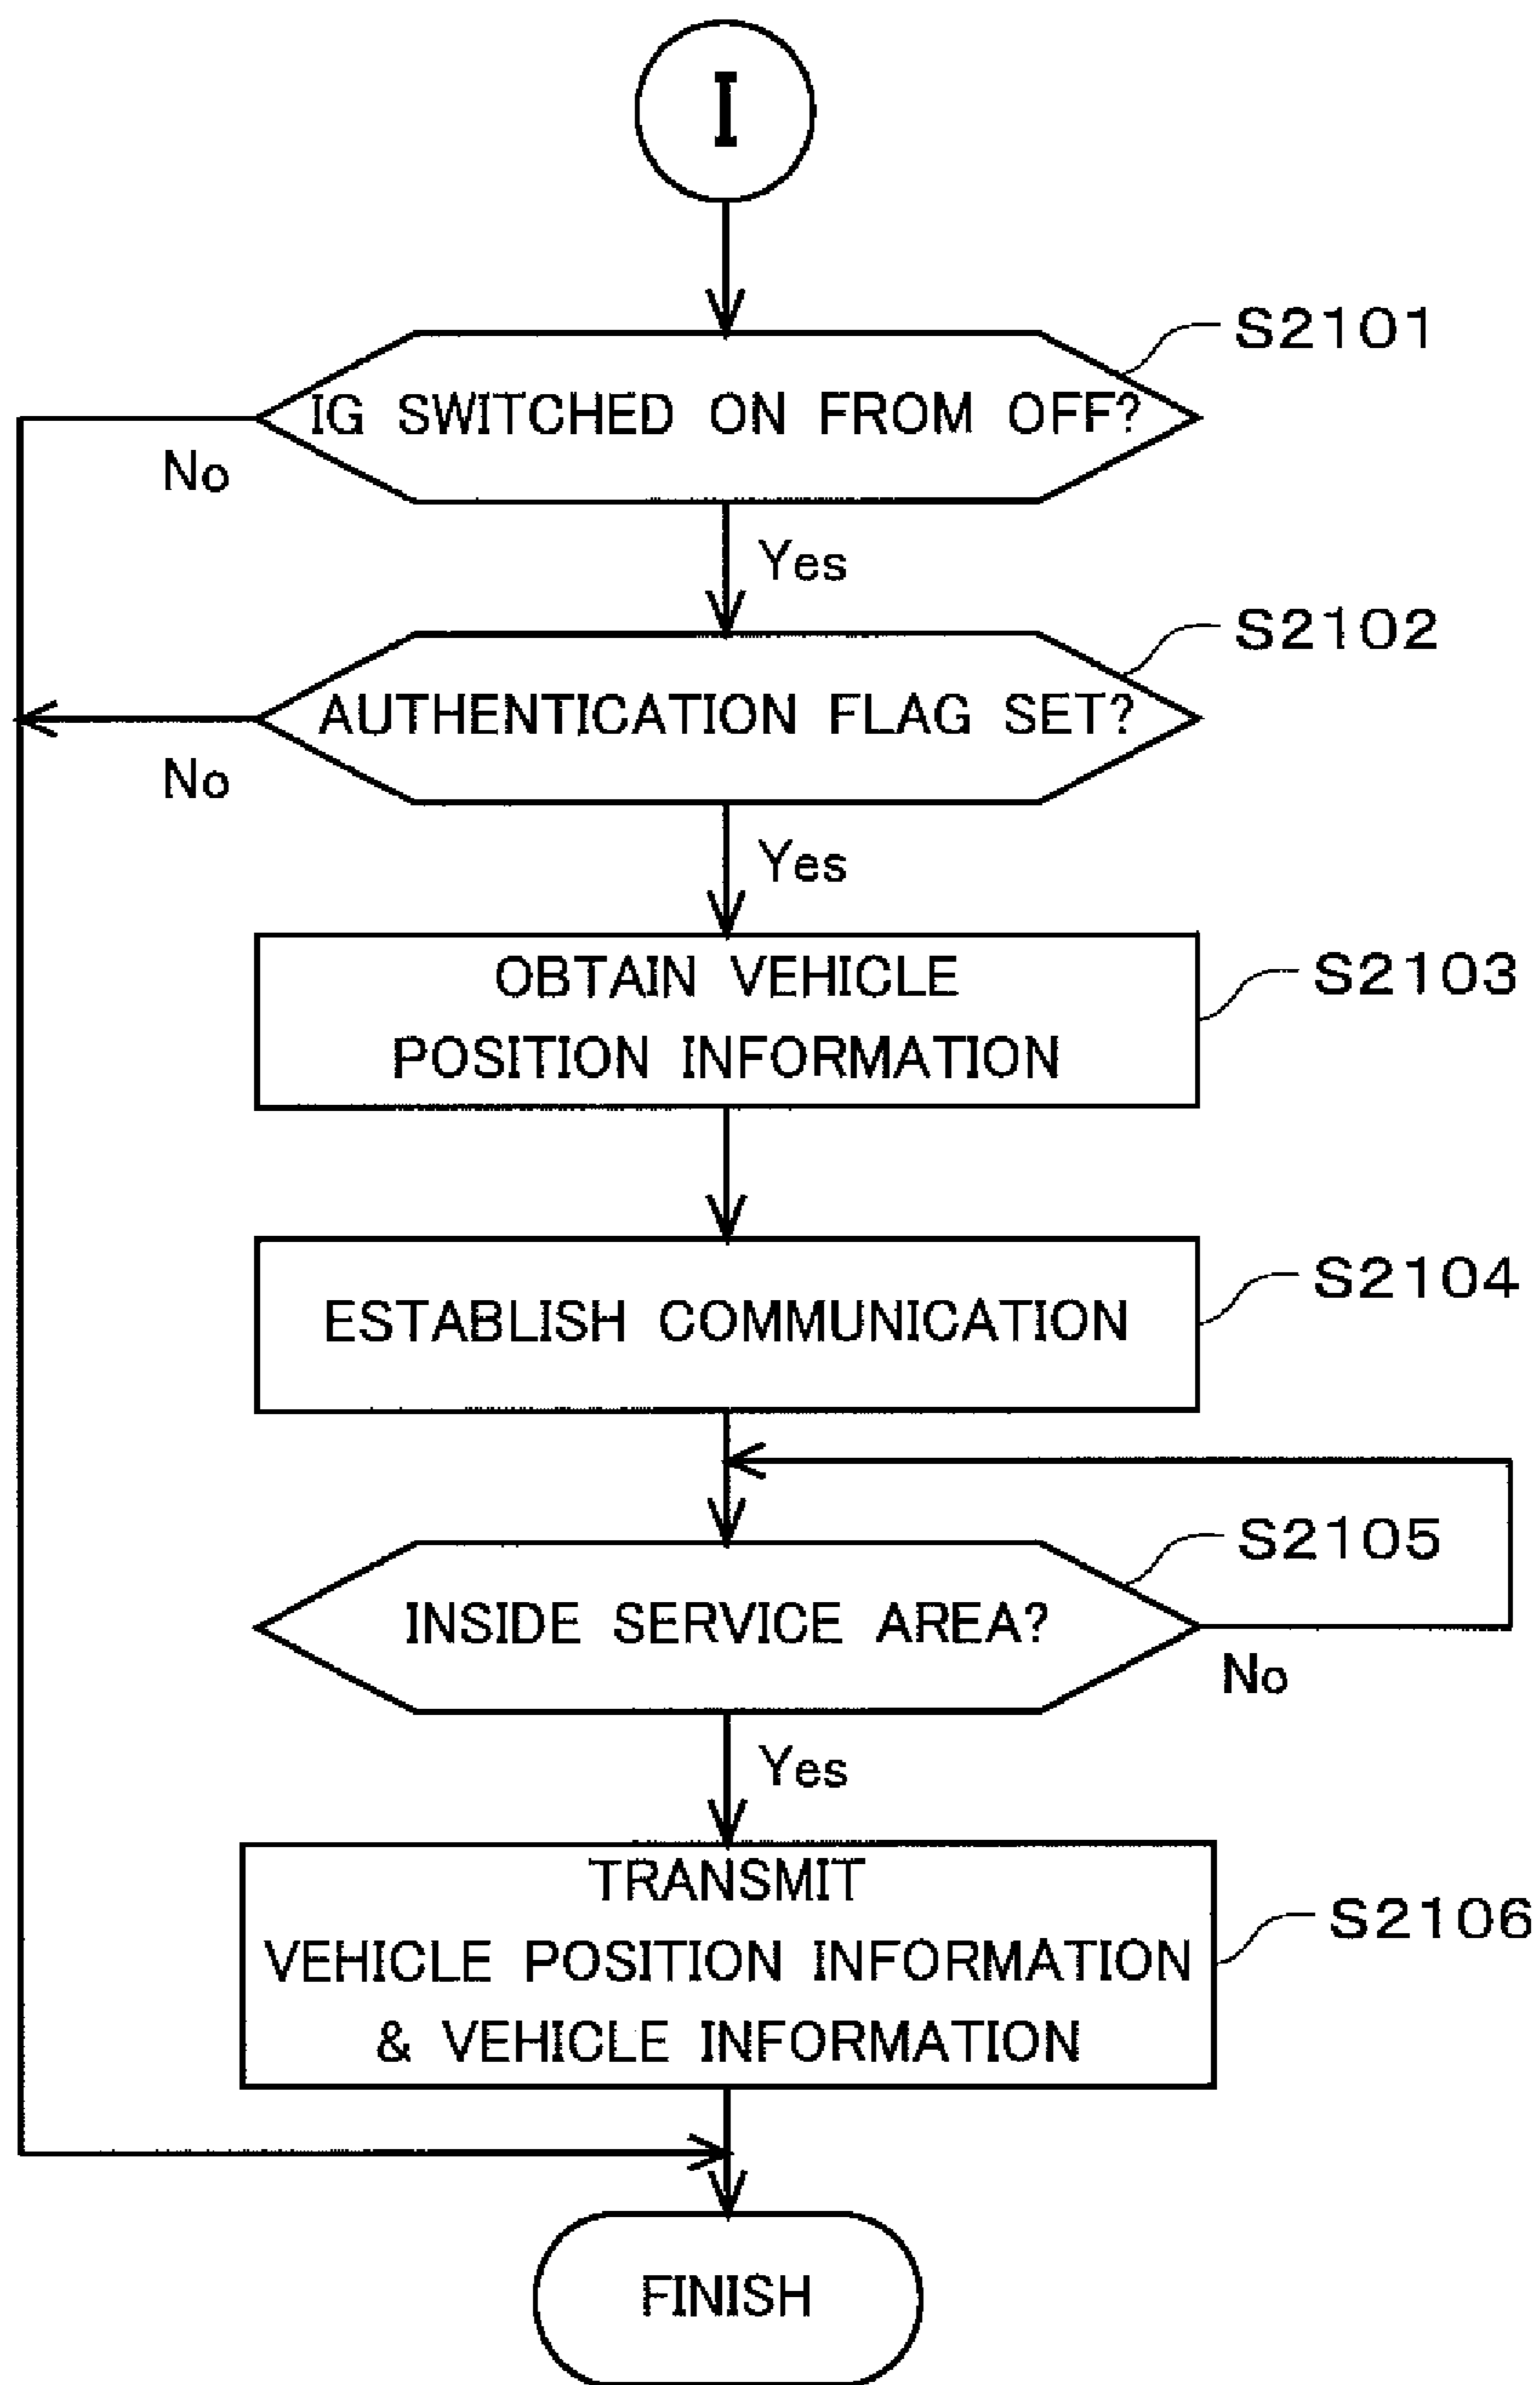 I
S2101
IG SWITCHED ON FROM OFF?
No
Yes
S2102
AUTHENTICATION FLAG SET?
No
Yes
OBTAIN VEHICLE
POSITION INFORMATION
S2103
ESTABLISH COMMUNICATION
S2104
S2105
INSIDE SERVICE AREA?
No
Yes
TRANSMIT
VEHICLE POSITION INFORMATION
& VEHICLE INFORMATION
S2106
FINISH